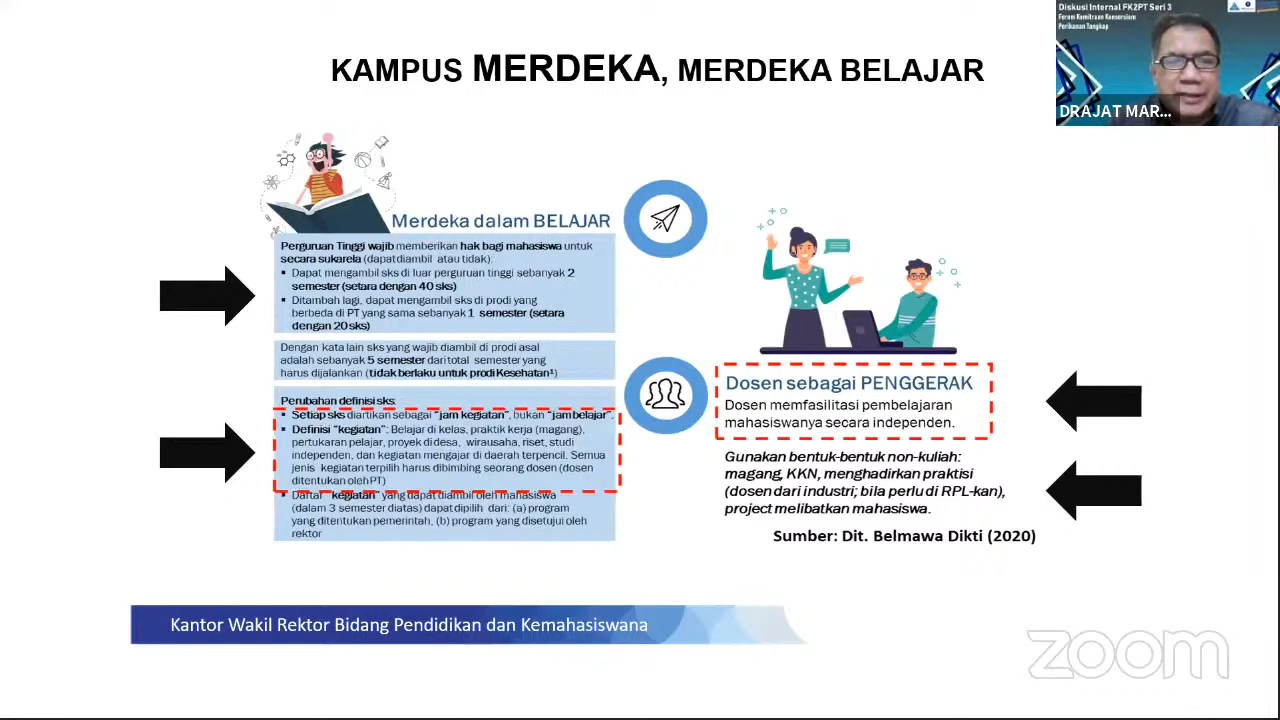 KAMPUS MERDEKA, MERDEKA BELAJAR
Diskusi Internal FK2PT Seri 3
Forum Kemitraan Konsorsium
Perikanan Tangkap
DRAJAT MAR...
Merdeka dalam BELAJAR
Perguruan Tinggi wajib memberikan hak bagi mahasiswa untuk
secara sukarela (dapat diambil atau tidak):
▪ Dapat mengambil sks di luar perguruan tinggi sebanyak 2
semester (setara dengan 40 sks)
▪ Ditambah lagi, dapat mengambil sks di prodi yang
berbeda di PT yang sama sebanyak 1 semester (setara
dengan 20 sks)
Dengan kata lain sks yang wajib diambil di prodi asal
adalah sebanyak 5 semester dari total semester yang
harus dijalankan (tidak berlaku untuk prodi Kesehatan¹)
Perubahan definisi sks:
▪ Setiap sks diartikan sebagai "jam kegiatan", bukan "jam belajar".
▪ Definisi "kegiatan": Belajar di kelas, praktik kerja (magang),
pertukaran pelajar, proyek di desa, wirausaha, riset, studi
independen, dan kegiatan mengajar di daerah terpencil. Semua
jenis kegiatan terpilih harus dibimbing seorang dosen (dosen
ditentukan oleh PT)
▪ Daftar "kegiatan" yang dapat diambil oleh mahasiswa
(dalam 3 semester diatas) dapat dipilih dari: (a) program
yang ditentukan pemerintah, (b) program yang disetujui oleh
rektor
Dosen sebagai PENGGERAK
Dosen memfasilitasi pembelajaran
mahasiswanya secara independen.
Gunakan bentuk-bentuk non-kuliah:
magang, KKN, menghadirkan praktisi
(dosen dari industri; bila perlu di RPL-kan),
project melibatkan mahasiswa.
Sumber: Dit. Belmawa Dikti (2020)
Kantor Wakil Rektor Bidang Pendidikan dan Kemahasiswana
zoom